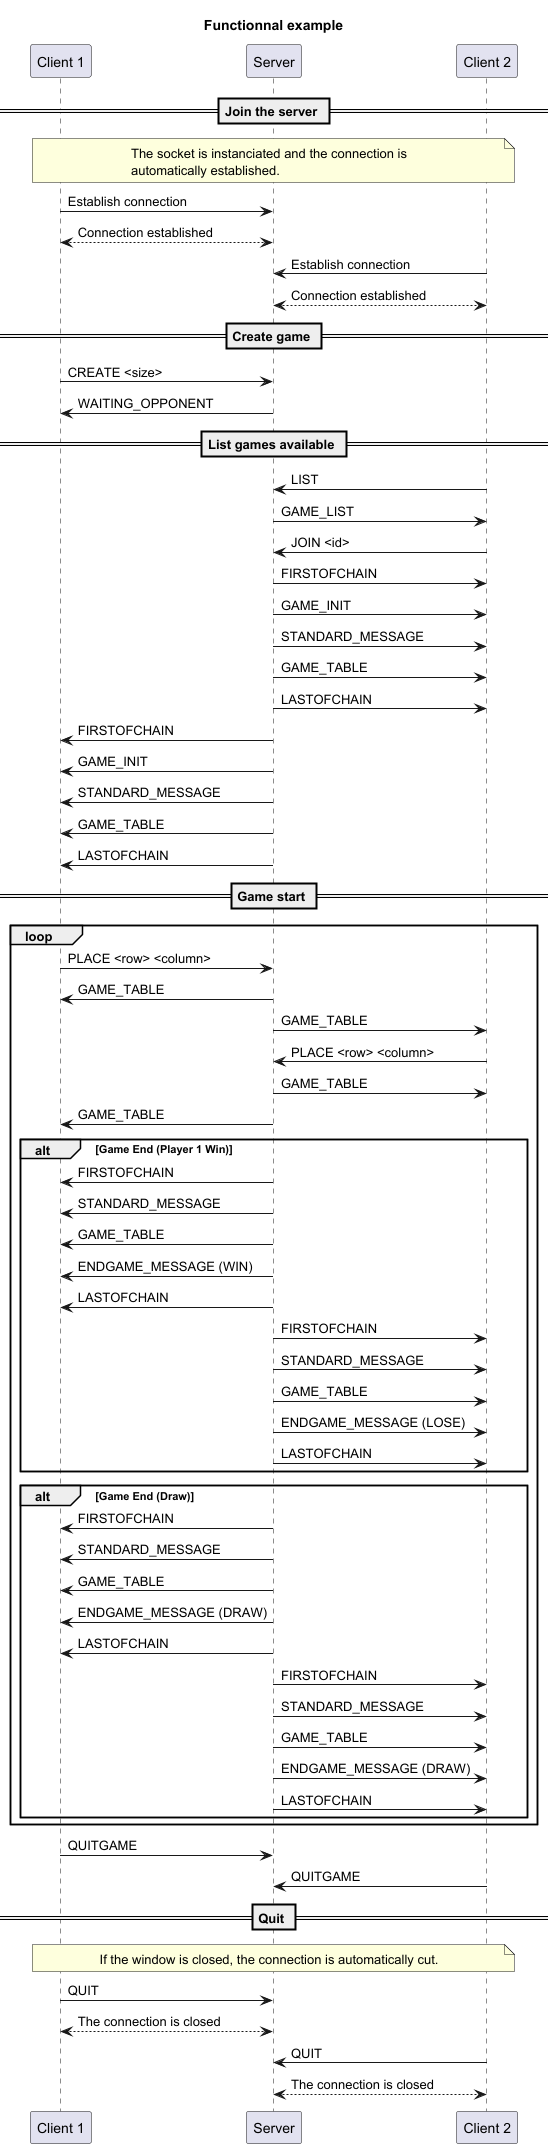 Functionnal example
Client 1
Server
Client 2
Join the server
The socket is instanciated and the connection is
automatically established.
Establish connection
Connection established
Establish connection
Connection established
Create game
CREATE <size>
WAITING_OPPONENT
List games available
LIST
GAME_LIST
JOIN <id>
FIRSTOFCHAIN
GAME_INIT
STANDARD_MESSAGE
GAME_TABLE
LASTOFCHAIN
FIRSTOFCHAIN
GAME_INIT
STANDARD_MESSAGE
GAME_TABLE
LASTOFCHAIN
Game start
loop
PLACE <row> <column>
GAME_TABLE
GAME_TABLE
PLACE <row> <column>
GAME_TABLE
GAME_TABLE
alt [Game End (Player 1 Win)]
FIRSTOFCHAIN
STANDARD_MESSAGE
GAME_TABLE
ENDGAME_MESSAGE (WIN)
LASTOFCHAIN
FIRSTOFCHAIN
STANDARD_MESSAGE
GAME_TABLE
ENDGAME_MESSAGE (LOSE)
LASTOFCHAIN
alt [Game End (Draw)]
FIRSTOFCHAIN
STANDARD_MESSAGE
GAME_TABLE
ENDGAME_MESSAGE (DRAW)
LASTOFCHAIN
FIRSTOFCHAIN
STANDARD_MESSAGE
GAME_TABLE
ENDGAME_MESSAGE (DRAW)
LASTOFCHAIN
QUITGAME
QUITGAME
Quit
If the window is closed, the connection is automatically cut.
QUIT
The connection is closed
QUIT
The connection is closed
Client 1
Server
Client 2